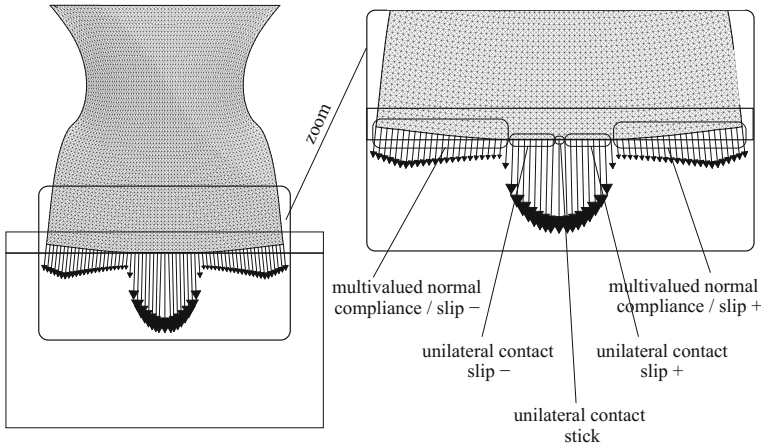 zoom
multivalued normal
compliance / slip −
multivalued normal
compliance / slip +
unilateral contact
slip −
unilateral contact
slip +
unilateral contact
stick